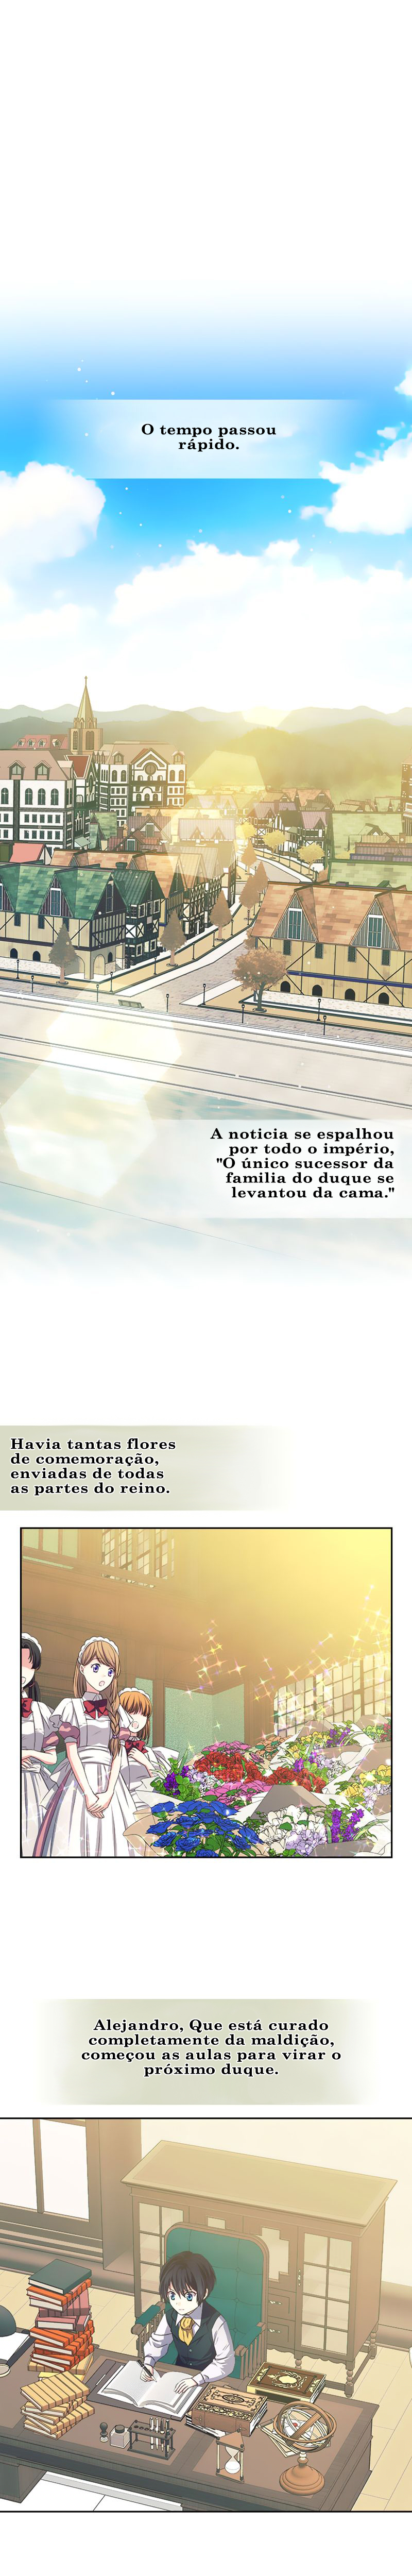 O tempo passou
rápido.
A noticia se espalhou
por todo o império,
"O único sucessor da
familia do duque se
levantou da cama."
Havia tantas flores
de comemoração,
enviadas de todas
as partes do reino.
Alejandro, Que está curado
completamente da maldição,
começou as aulas para virar o
próximo duque.